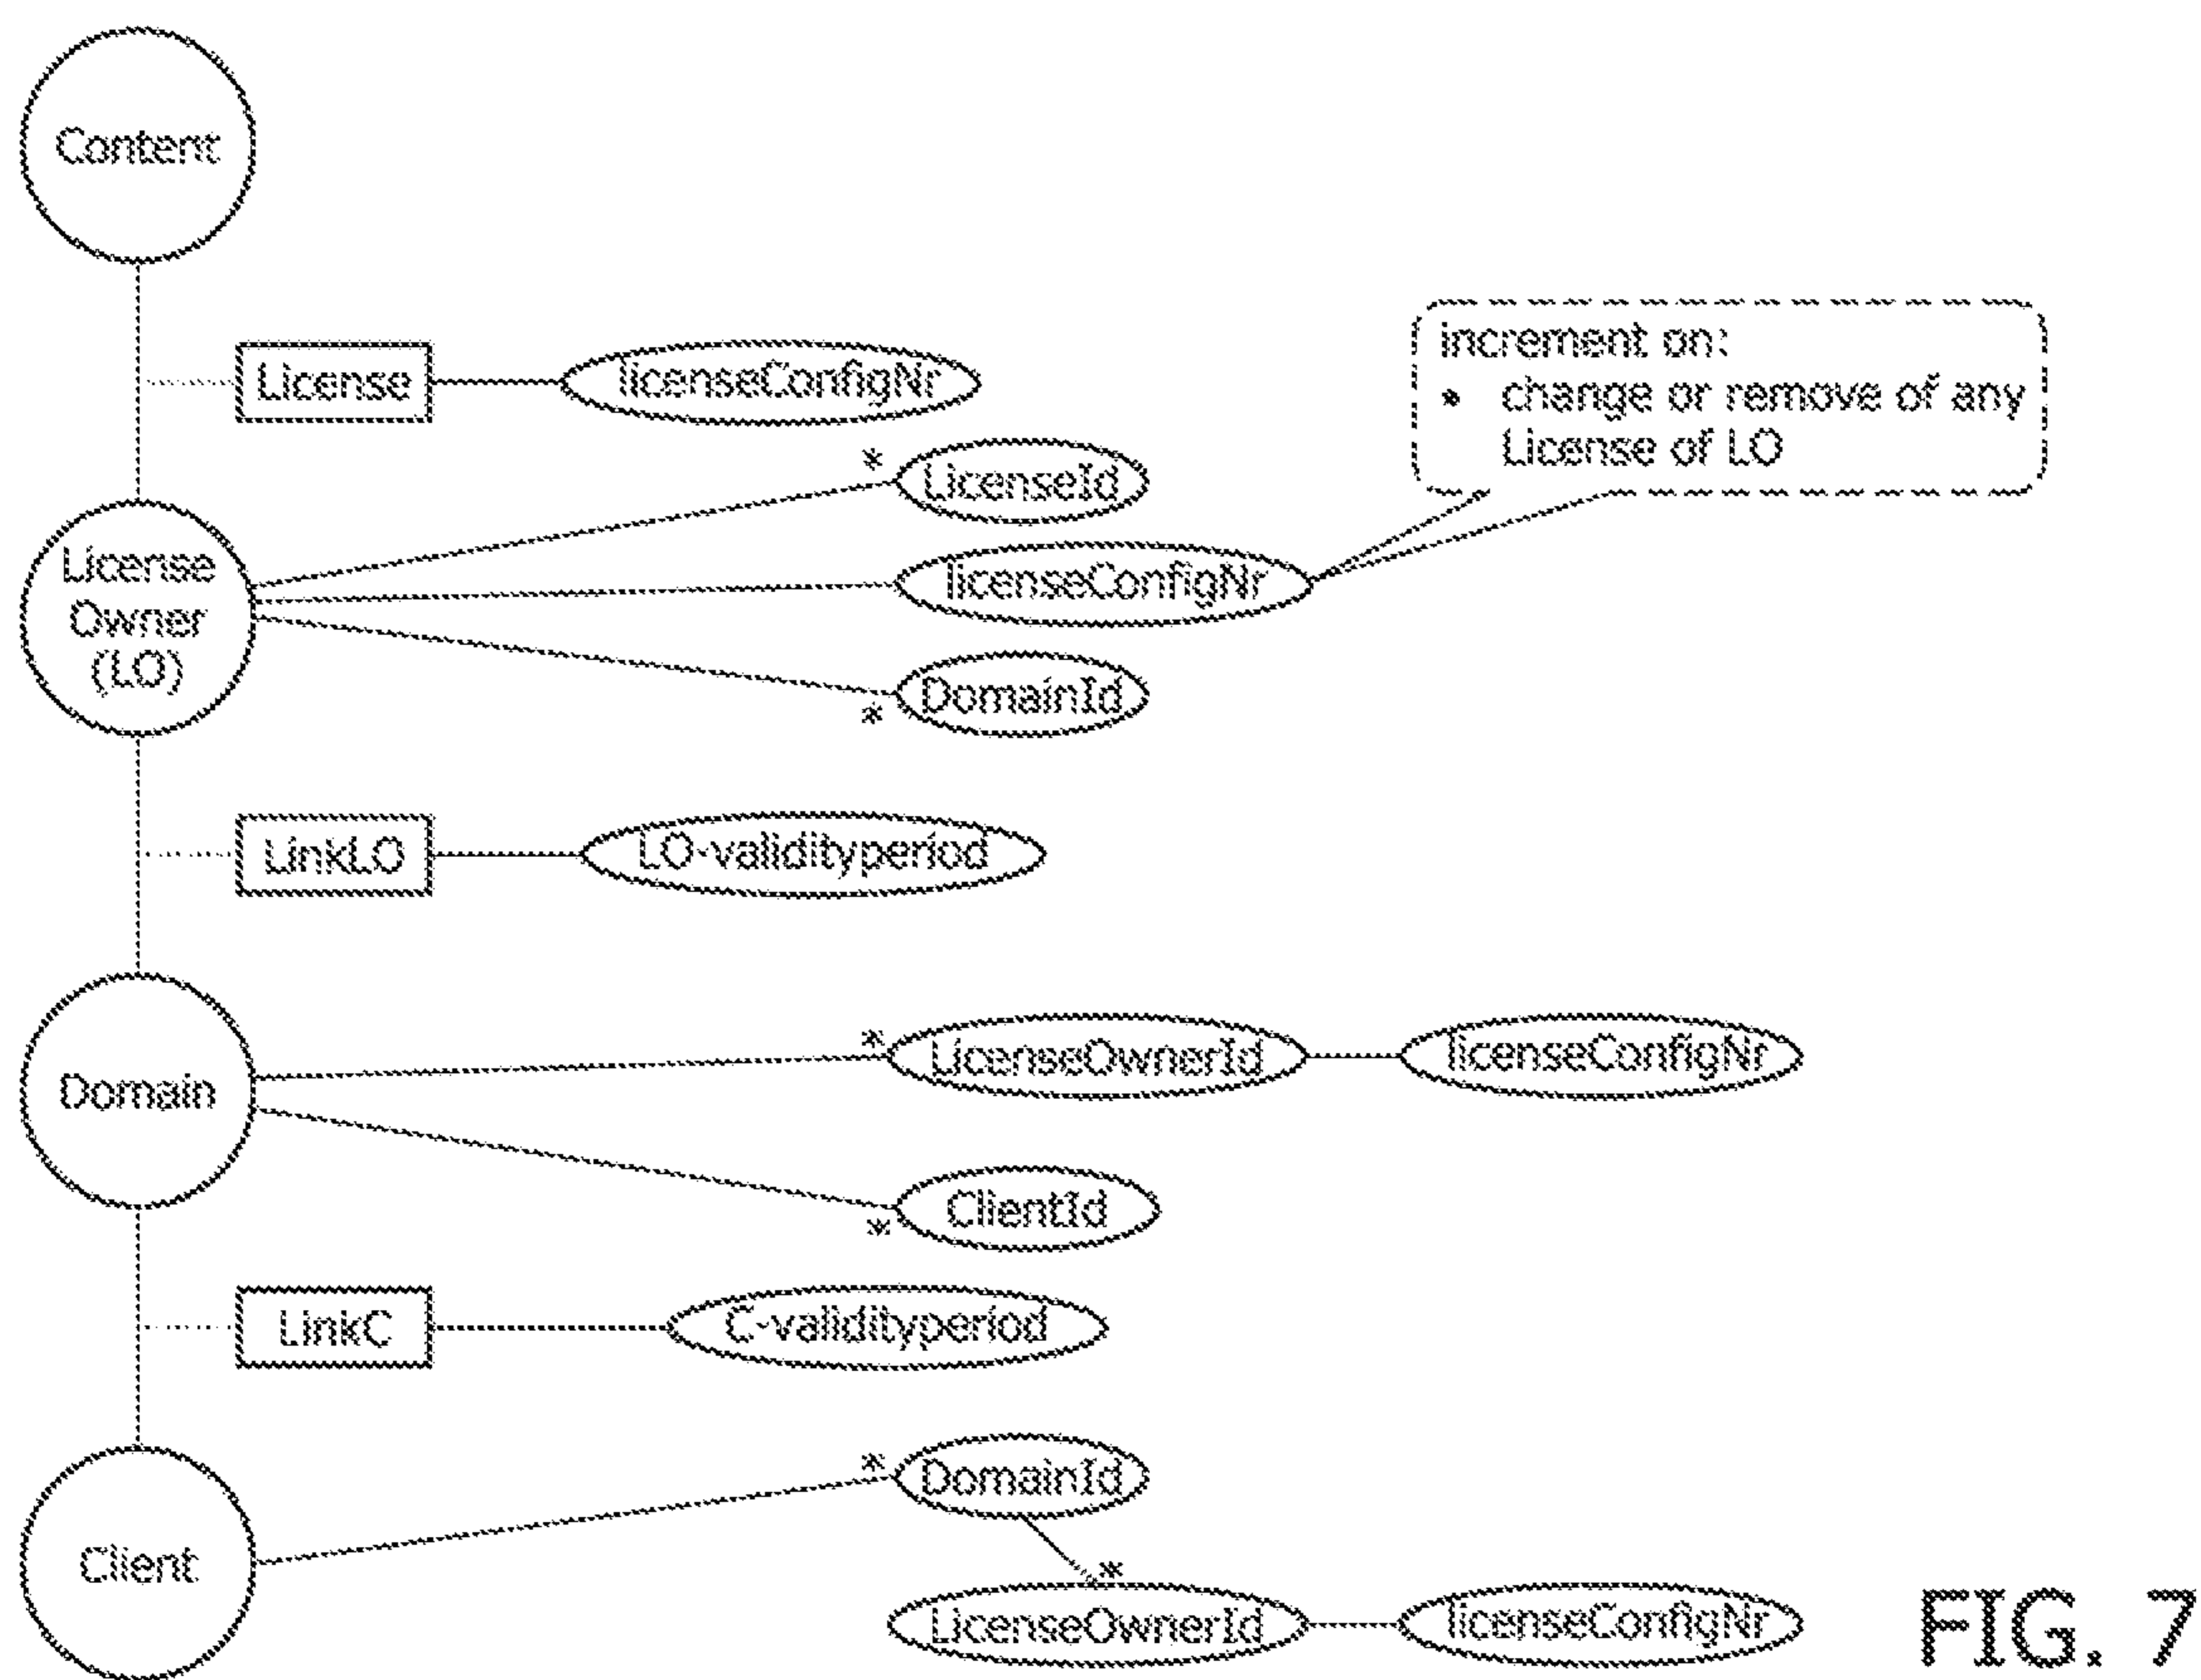 Content
License
licenseConfigNr
increment on:
* change or remove of any
License of LO
* LicenseId
License
Owner
(LO)
licenseConfigNr
* DomainId
LinkLO
LO-validityperiod
Domain
* LicenseOwnerId
licenseConfigNr
* ClientId
LinkC
C-validityperiod
Client
* DomainId
* LicenseOwnerId
licenseConfigNr
FIG. 7